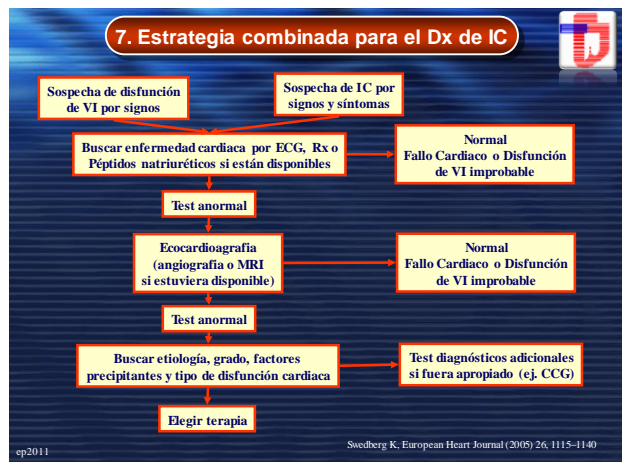 7. Estrategia combinada para el Dx de IC
Sospecha de disfunción
de VI por signos
Sospecha de IC por
signos y síntomas
Buscar enfermedad cardiaca por ECG, Rx o
Péptidos natriuréticos si están disponibles
Normal
Fallo Cardiaco o Disfunción
de VI improbable
Test anormal
Ecocardioagrafia
(angiografia o MRI
si estuviera disponible)
Normal
Fallo Cardiaco o Disfunción
de VI improbable
Test anormal
Buscar etiología, grado, factores
precipitantes y tipo de disfunción cardiaca
Test diagnósticos adicionales
si fuera apropiado (ej. CCG)
Elegir terapia
Swedberg K, European Heart Journal (2005) 26, 1115–1140
ep2011